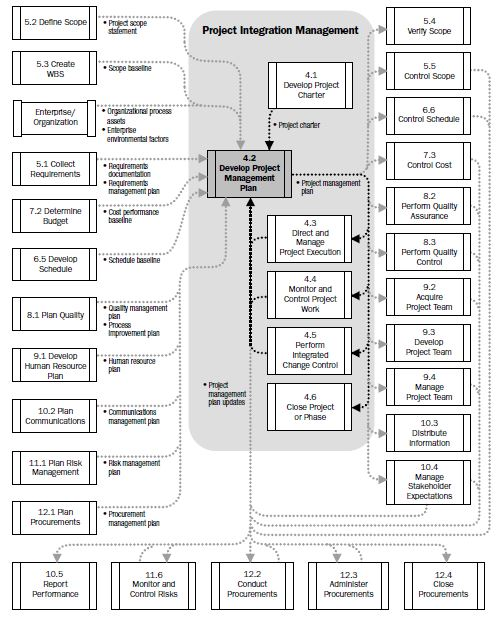 Project Integration Management
5.2 Define Scope
• Project scope
statement
5.3 Create
WBS
• Scope baseline
Enterprise/
Organization
• Organizational process
assets
• Enterprise
environmental factors
5.1 Collect
Requirements
• Requirements
documentation
• Requirements
management plan
7.2 Determine
Budget
• Cost performance
baseline
6.5 Develop
Schedule
• Schedule baseline
8.1 Plan Quality
• Quality management
plan
• Process
improvement plan
9.1 Develop
Human Resource
Plan
• Human resource
plan
10.2 Plan
Communications
• Communications
management plan
11.1 Plan Risk
Management
• Risk management
plan
12.1 Plan
Procurements
• Procurement
management plan
4.1
Develop Project
Charter
• Project charter
4.2
Develop Project
Management
Plan
• Project management
plan
4.3
Direct and
Manage
Project Execution
4.4
Monitor and
Control Project
Work
4.5
Perform
Integrated
Change Control
4.6
Close Project
or Phase
• Project
management
plan updates
5.4
Verify Scope
5.5
Control Scope
6.6
Control Schedule
7.3
Control Cost
8.2
Perform Quality
Assurance
8.3
Perform Quality
Control
9.2
Acquire
Project Team
9.3
Develop
Project Team
9.4
Manage
Project Team
10.3
Distribute
Information
10.4
Manage
Stakeholder
Expectations
10.5
Report
Performance
11.6
Monitor and
Control Risks
12.2
Conduct
Procurements
12.3
Administer
Procurements
12.4
Close
Procurements